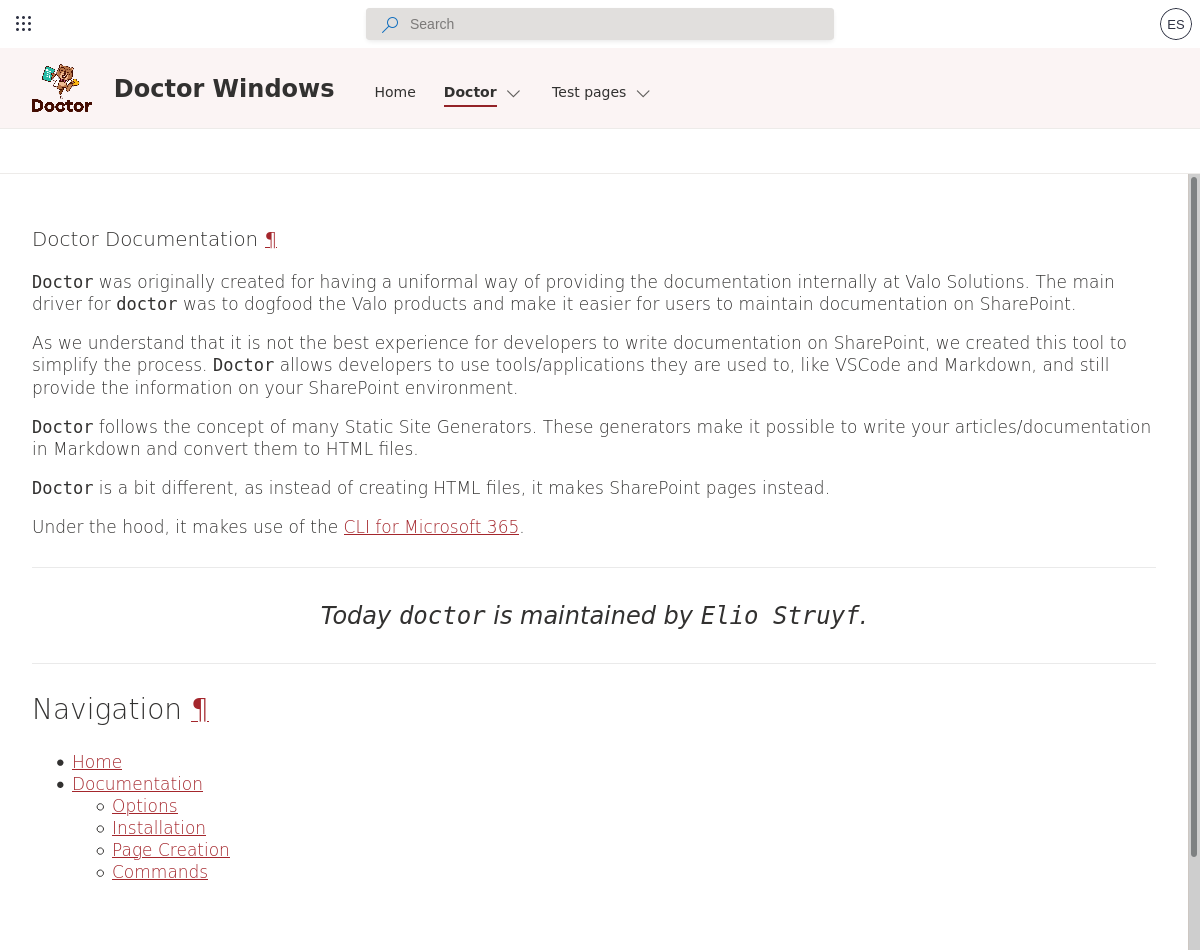 Search
ES
Doctor
Doctor Windows
Home
Doctor
Test pages
Doctor Documentation ¶
Doctor was originally created for having a uniformal way of providing the documentation internally at Valo Solutions. The main
driver for doctor was to dogfood the Valo products and make it easier for users to maintain documentation on SharePoint.
As we understand that it is not the best experience for developers to write documentation on SharePoint, we created this tool to
simplify the process. Doctor allows developers to use tools/applications they are used to, like VSCode and Markdown, and still
provide the information on your SharePoint environment.
Doctor follows the concept of many Static Site Generators. These generators make it possible to write your articles/documentation
in Markdown and convert them to HTML files.
Doctor is a bit different, as instead of creating HTML files, it makes SharePoint pages instead.
Under the hood, it makes use of the CLI for Microsoft 365.
Today doctor is maintained by Elio Struyf.
Navigation ¶
Home
Documentation
Options
Installation
Page Creation
Commands